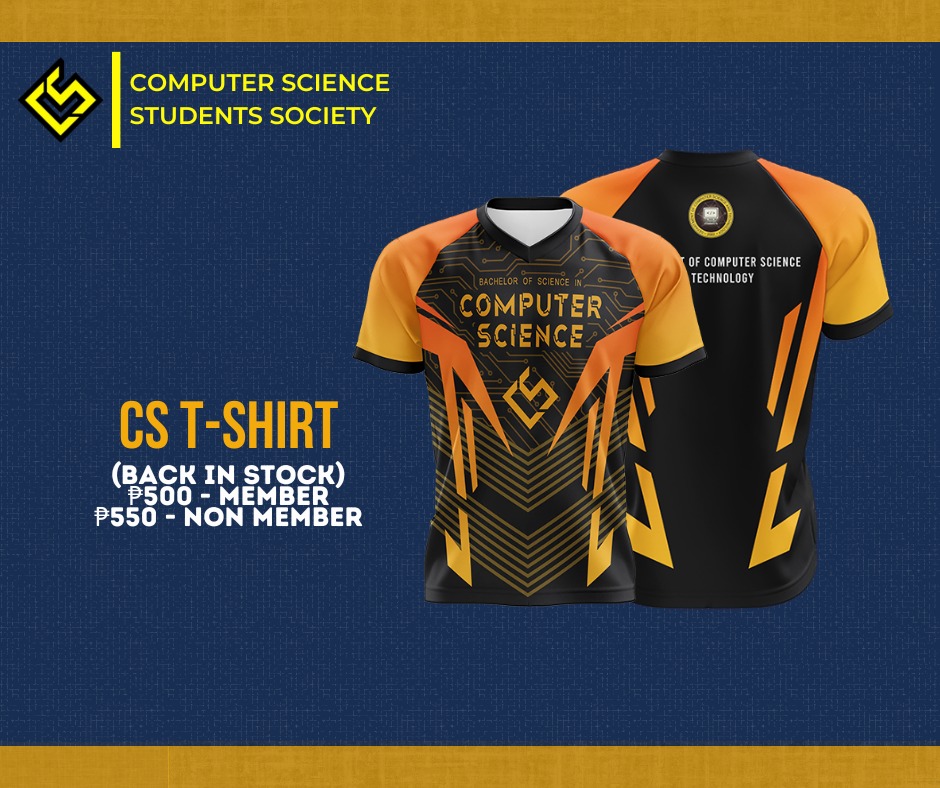 COMPUTER SCIENCE
STUDENTS SOCIETY
BACHELOR OF SCIENCE IN
COMPUTER
SCIENCE
OF COMPUTER SCIENCE
TECHNOLOGY
CS T-SHIRT
(BACK IN STOCK)
₱500 - MEMBER
₱550 - NON MEMBER